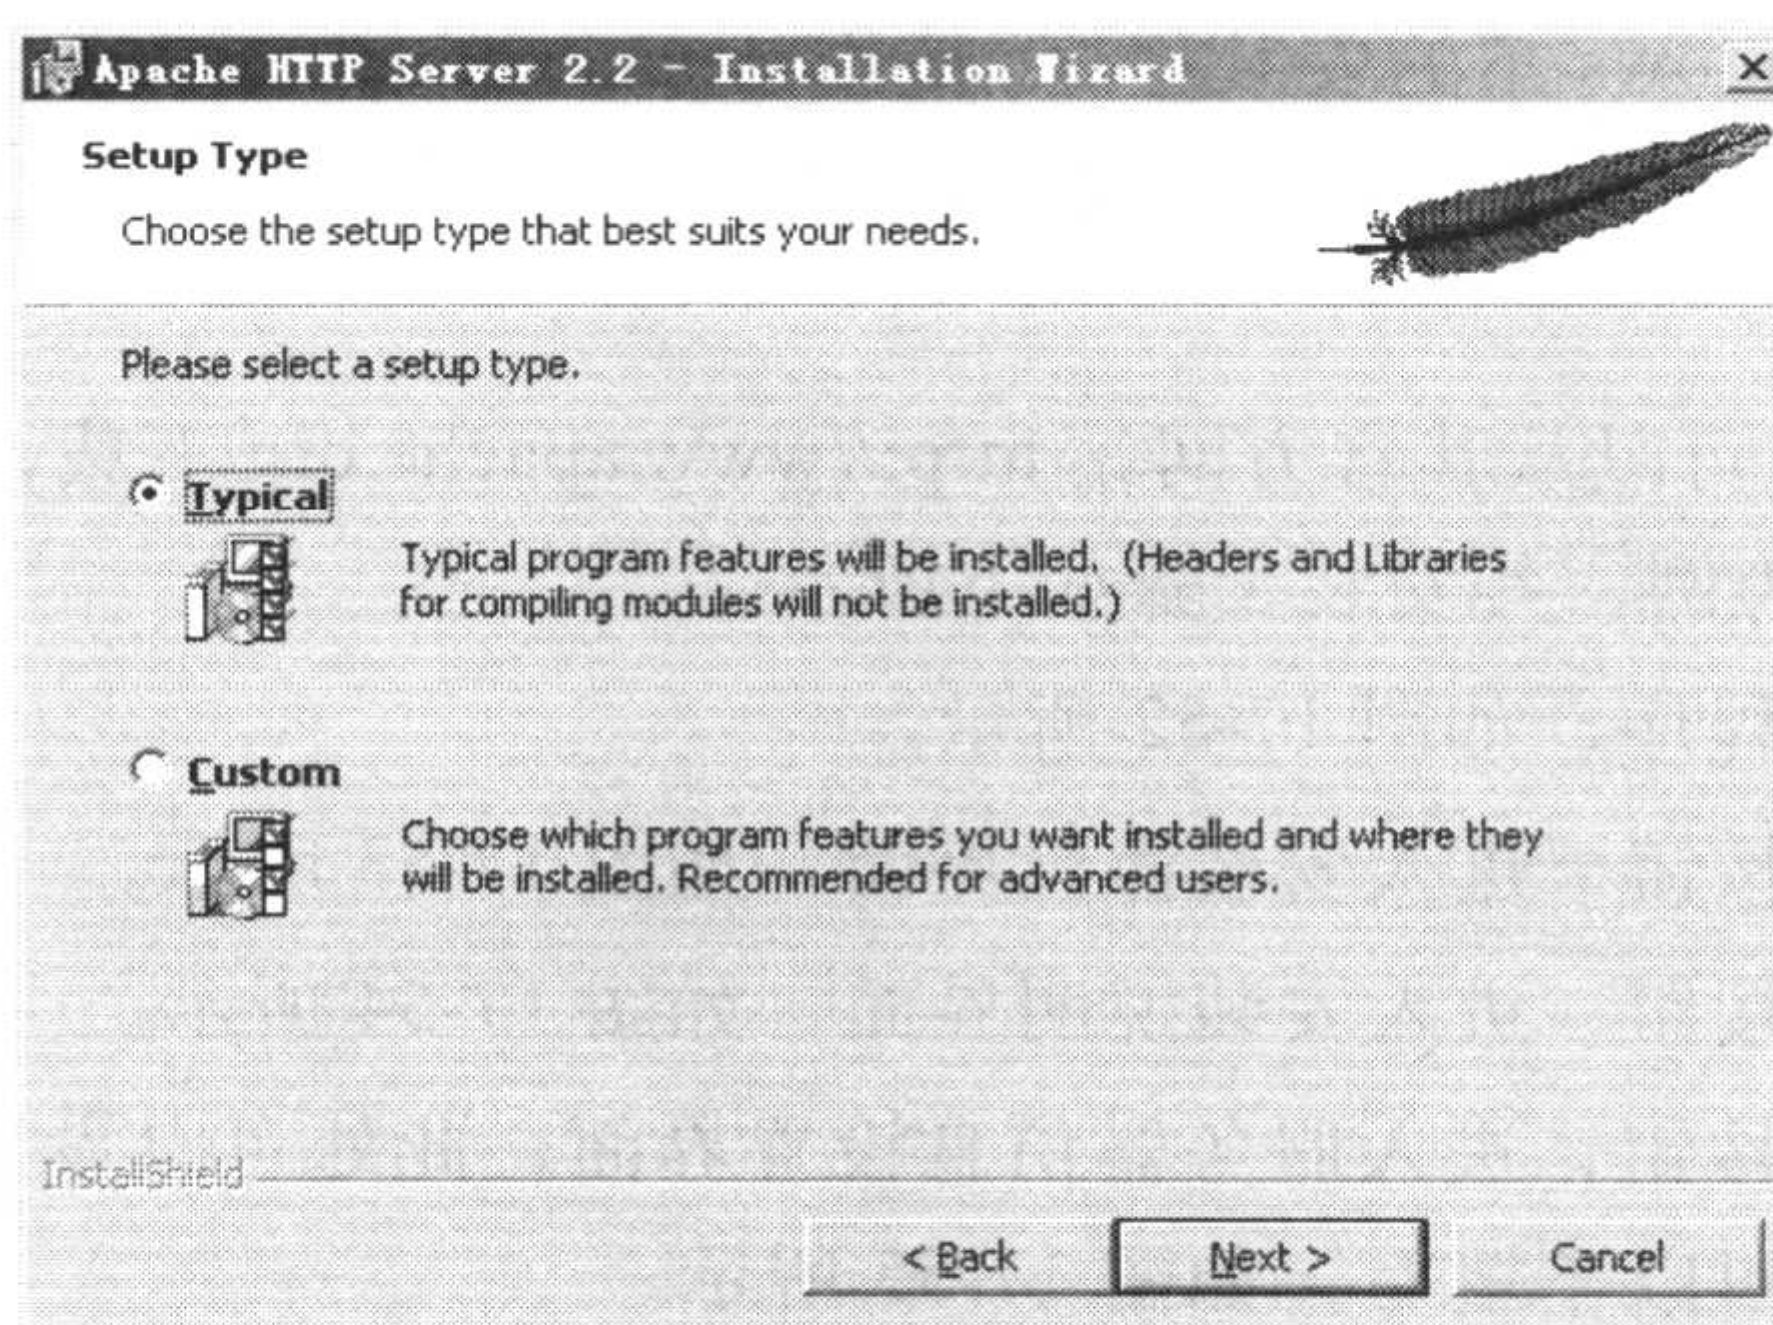 Apache HTTP Server 2.2 - Installation Wizard
Setup Type
Choose the setup type that best suits your needs.
Please select a setup type.
Typical
Typical program features will be installed. (Headers and Libraries
for compiling modules will not be installed.)
Custom
Choose which program features you want installed and where they
will be installed. Recommended for advanced users.
InstallShield
< Back
Next >
Cancel